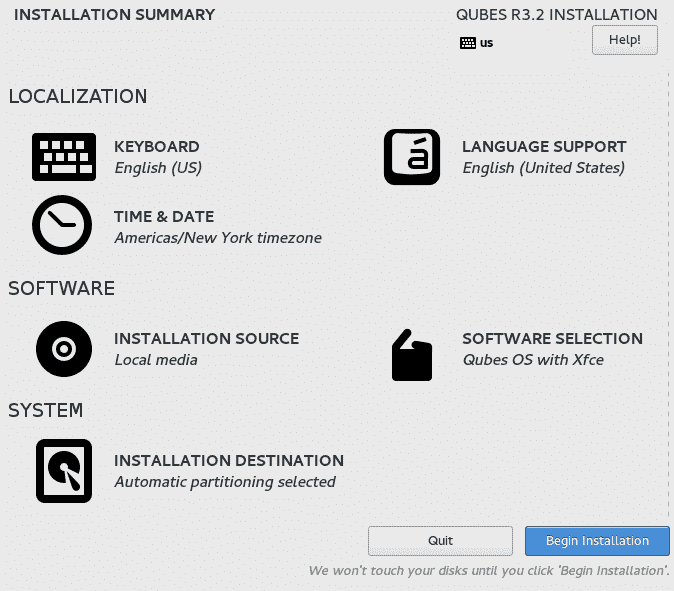 INSTALLATION SUMMARY
QUBES R3.2 INSTALLATION
us
Help!
LOCALIZATION
KEYBOARD
English (US)
á
LANGUAGE SUPPORT
English (United States)
TIME & DATE
Americas/New York timezone
SOFTWARE
INSTALLATION SOURCE
Local media
SOFTWARE SELECTION
Qubes OS with Xfce
SYSTEM
INSTALLATION DESTINATION
Automatic partitioning selected
Quit
Begin Installation
We won't touch your disks until you click 'Begin Installation'.